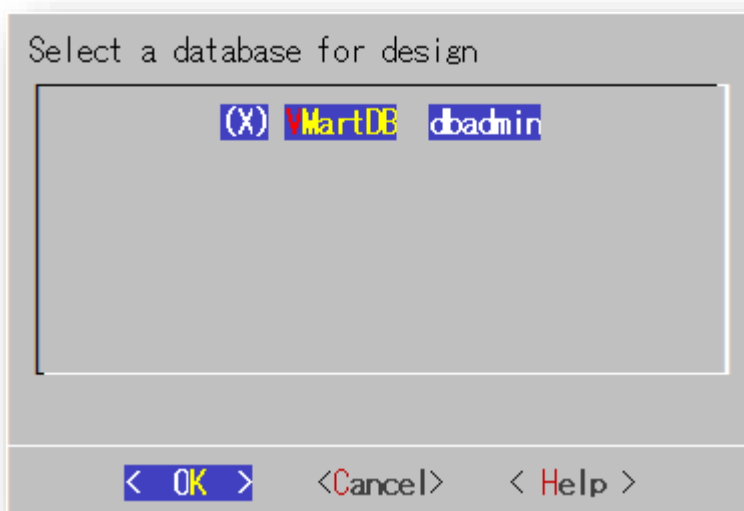 Select a database for design
(X) VMartDB dbadmin
< OK > <Cancel> < Help >